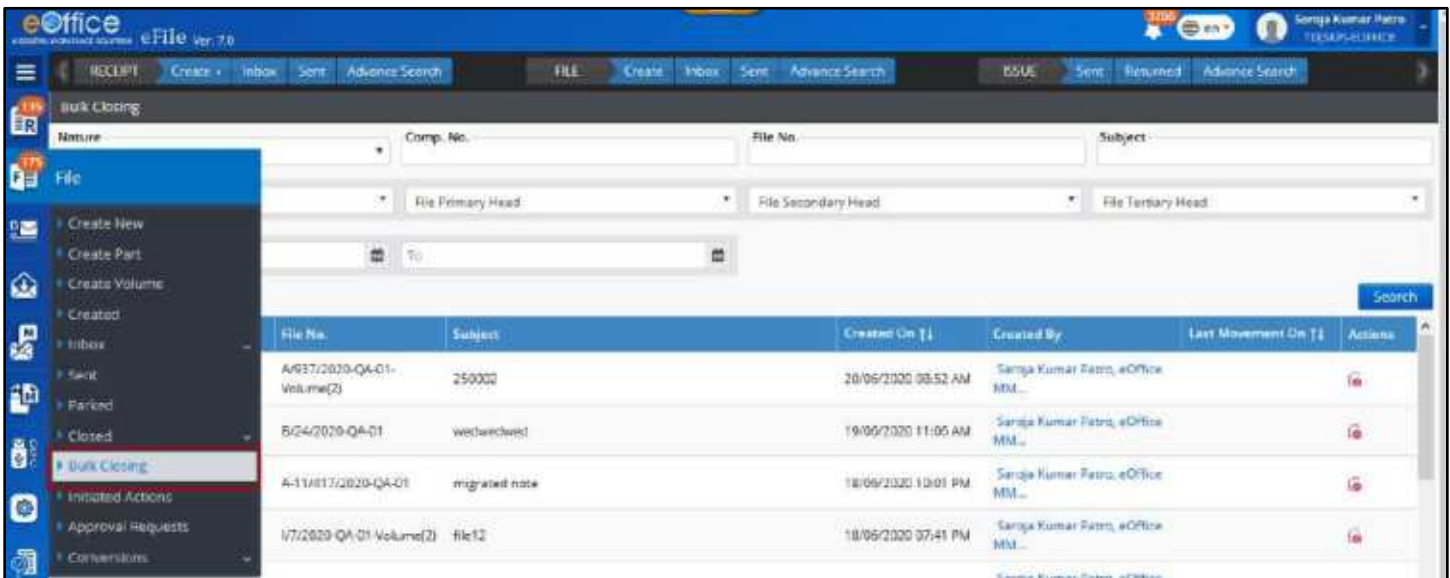 eOffice
eFile Ver. 7.0
en
Saroja Kumar Patro
RECEIPT Create Inbox Sent Advance Search FILE Create Inbox Sent Advance Search ISSUE Sent Returned Advance Search
Bulk Closing
Nature Comp. No. File No. Subject
175
File
File Primary Head File Secondary Head File Tertiary Head
Create New
Create Part
To
Create Volume
Search
Created
File No. Subject Created On Created By Last Movement On Actions
Inbox
Sent
A/937/2020-QA-01-
Volume(2)
250002 20/06/2020 08:52 AM Saroja Kumar Patro, eOffice
MM...
Parked
Closed
B/24/2020-QA-01 wedwedwed 19/06/2020 11:05 AM Saroja Kumar Patro, eOffice
MM...
Bulk Closing
migrated note 18/06/2020 10:01 PM Saroja Kumar Patro, eOffice
MM...
Initiated Actions
Approval Requests
I/7/2020-QA-01-Volume(2) file12 18/06/2020 07:41 PM Saroja Kumar Patro, eOffice
MM...
Conversions
Saroja Kumar Patro, eOffice